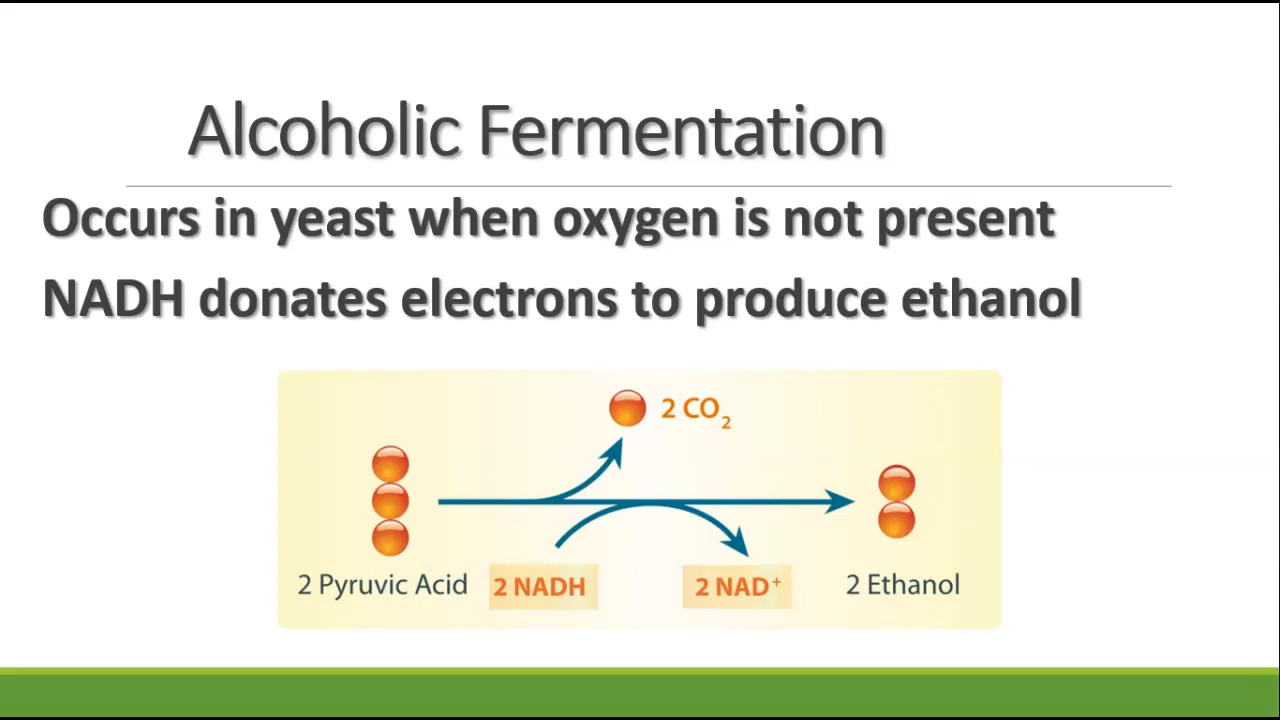 Alcoholic Fermentation
Occurs in yeast when oxygen is not present
NADH donates electrons to produce ethanol
2 CO₂
2 Pyruvic Acid
2 NADH
2 NAD⁺
2 Ethanol